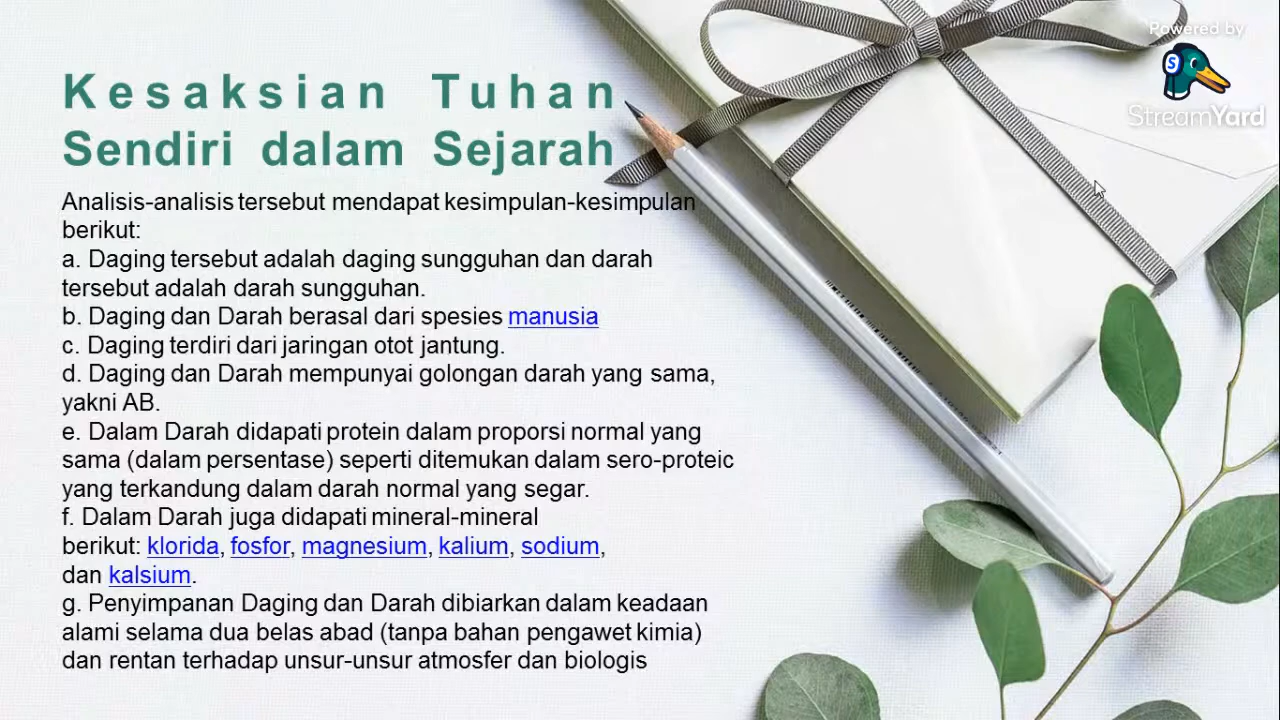 Powered by
StreamYard
Kesaksian Tuhan
Sendiri dalam Sejarah
Analisis-analisis tersebut mendapat kesimpulan-kesimpulan
berikut:
a. Daging tersebut adalah daging sungguhan dan darah
tersebut adalah darah sungguhan.
b. Daging dan Darah berasal dari spesies manusia
c. Daging terdiri dari jaringan otot jantung.
d. Daging dan Darah mempunyai golongan darah yang sama,
yakni AB.
e. Dalam Darah didapati protein dalam proporsi normal yang
sama (dalam persentase) seperti ditemukan dalam sero-proteic
yang terkandung dalam darah normal yang segar.
f. Dalam Darah juga didapati mineral-mineral
berikut: klorida, fosfor, magnesium, kalium, sodium,
dan kalsium.
g. Penyimpanan Daging dan Darah dibiarkan dalam keadaan
alami selama dua belas abad (tanpa bahan pengawet kimia)
dan rentan terhadap unsur-unsur atmosfer dan biologis